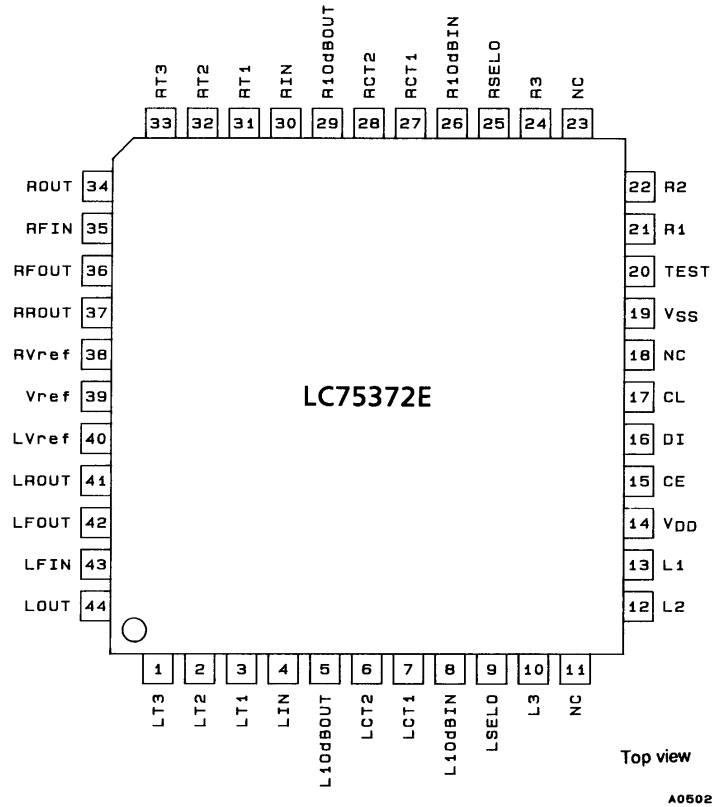 RT3 RT2 RT1 RIN R10dBOUT RCT2 RCT1 R10dBIN RSELO R3 NC
33 32 31 30 29 28 27 26 25 24 23
ROUT 34 22 R2
RFIN 35 21 R1
RFOUT 36 20 TEST
RROUT 37 19 VSS
RVref 38 18 NC
Vref 39 LC75372E 17 CL
LVref 40 16 DI
LROUT 41 15 CE
LFOUT 42 14 VDD
LFIN 43 13 L1
LOUT 44 12 L2
1 2 3 4 5 6 7 8 9 10 11
LT3 LT2 LT1 LIN L10dBOUT LCT2 LCT1 L10dBIN LSELO L3 NC
Top view
A0502